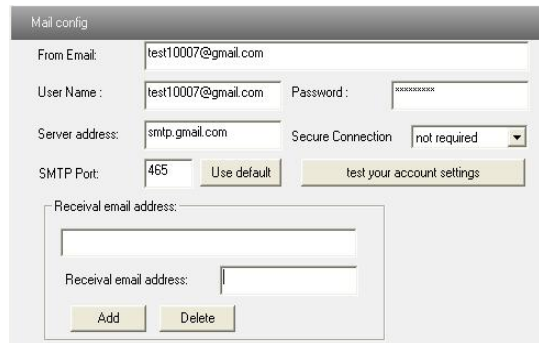 Mail config
From Email: test10007@gmail.com
User Name : test10007@gmail.com Password : xxxxxxxxx
Server address: smtp.gmail.com Secure Connection not required
SMTP Port: 465 Use default test your account settings
Receival email address:
Receival email address:
Add Delete